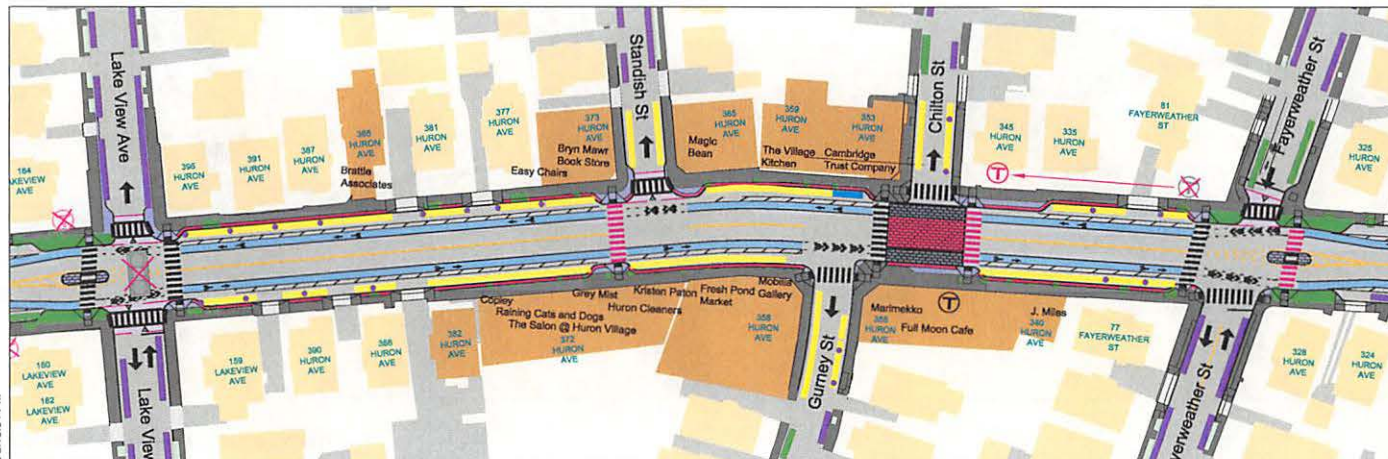 Lake View Ave
Standish St
Chilton St
Fayerweather St
184
LAKEVIEW
AVE
396
HURON
AVE
391
HURON
AVE
387
HURON
AVE
385
HURON
AVE
Brattle
Associates
381
HURON
AVE
377
HURON
AVE
Easy Chairs
373
HURON
AVE
Bryn Mawr
Book Store
Magic
Bean
365
HURON
AVE
359
HURON
AVE
The Village
Kitchen
353
HURON
AVE
Cambridge
Trust Company
345
HURON
AVE
335
HURON
AVE
T
81
FAYERWEATHER
ST
325
HURON
AVE
160
LAKEVIEW
AVE
162
LAKEVIEW
AVE
Lake View
159
LAKEVIEW
AVE
390
HURON
AVE
386
HURON
AVE
382
HURON
AVE
Copley
Raining Cats and Dogs
The Salon @ Huron Village
372
HURON
AVE
Grey Mist
Huron Cleaners
Kristen Paton
Fresh Pond
Market
Mobilia
Gallery
358
HURON
AVE
Gurney St
Marimekko
T
HURON
AVE
Full Moon Cafe
J. Miles
340
HURON
AVE
77
FAYERWEATHER
ST
yerweather St
328
HURON
AVE
324
HURON
AVE